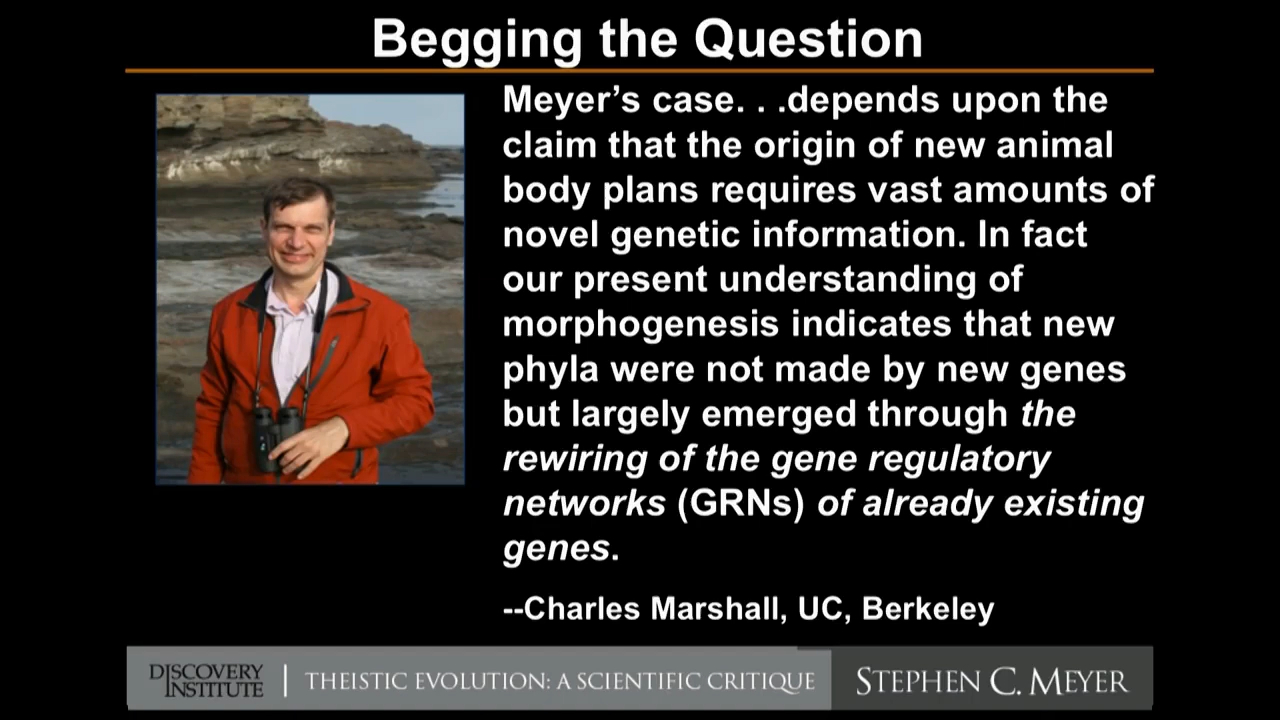 Begging the Question
Meyer's case. . .depends upon the
claim that the origin of new animal
body plans requires vast amounts of
novel genetic information. In fact
our present understanding of
morphogenesis indicates that new
phyla were not made by new genes
but largely emerged through the
rewiring of the gene regulatory
networks (GRNs) of already existing
genes.
--Charles Marshall, UC, Berkeley
DISCOVERY
INSTITUTE
THEISTIC EVOLUTION: A SCIENTIFIC CRITIQUE
STEPHEN C. MEYER